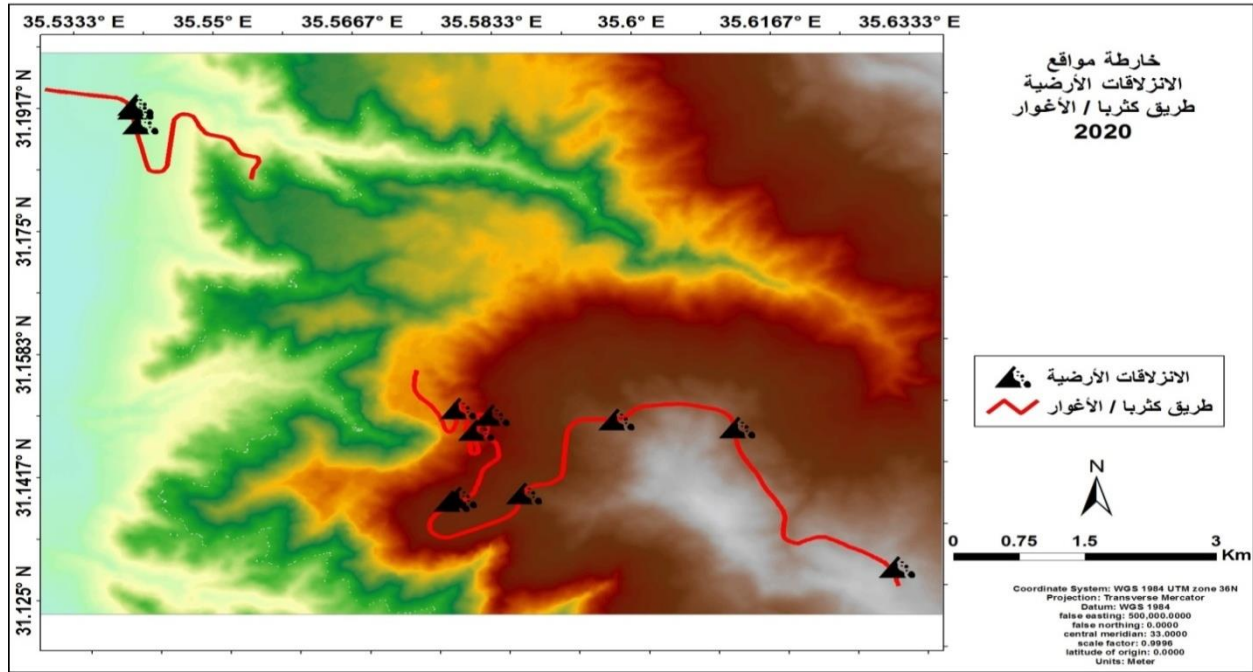 35.5333° E 35.55° E 35.5667° E 35.5833° E 35.6° E 35.6167° E 35.6333° E
31.1917° N
31.175° N
31.1583° N
31.1417° N
31.125° N
خارطة مواقع
الانزلاقات الأرضية
طريق كثربا / الأغوار
2020
الانزلاقات الأرضية
طريق كثربا / الأغوار
N
0 0.75 1.5 3
Km
Coordinate System: WGS 1984 UTM zone 36N
Projection: Transverse Mercator
Datum: WGS 1984
false easting: 500,000.0000
false northing: 0.0000
central meridian: 33.0000
scale factor: 0.9996
latitude of origin: 0.0000
Units: Meter